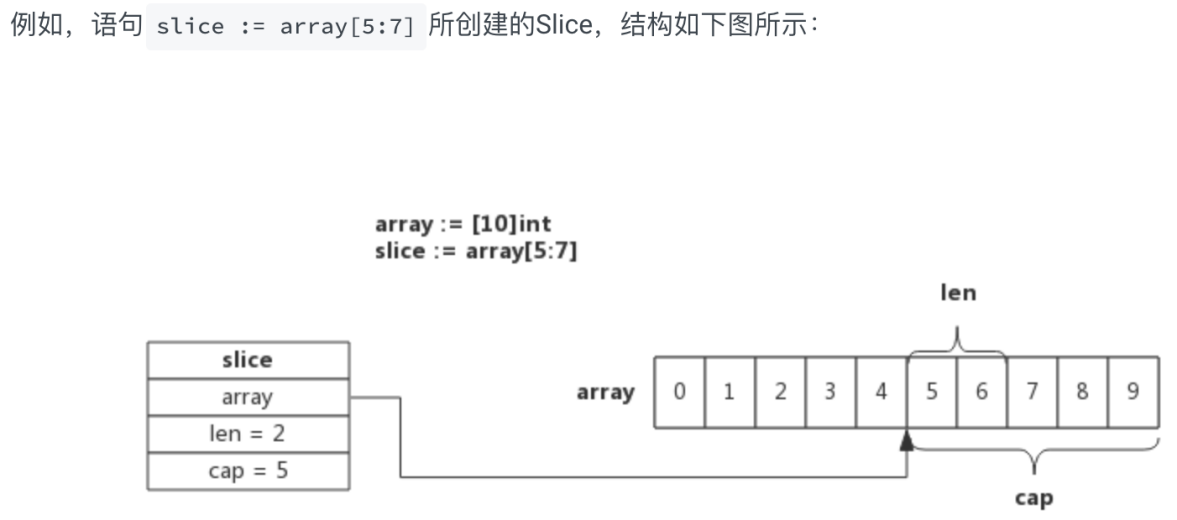 例如，语句 slice := array[5:7] 所创建的Slice，结构如下图所示：
array := [10]int
slice := array[5:7]
len
slice
array
len = 2
cap = 5
array 0 1 2 3 4 5 6 7 8 9
cap